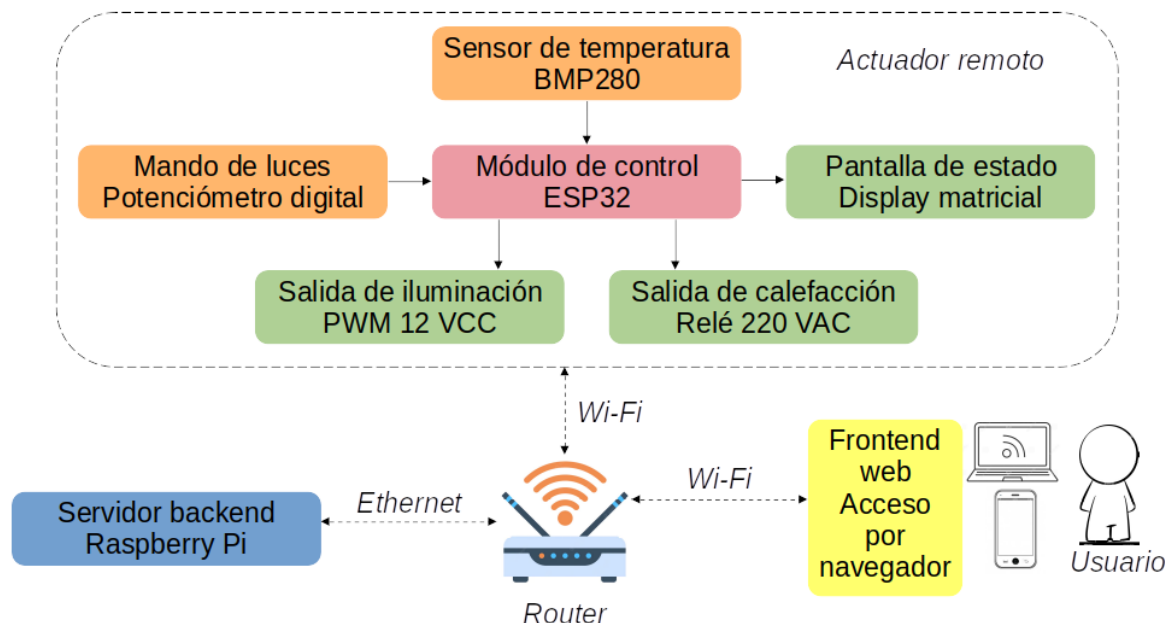 Sensor de temperatura
BMP280
Actuador remoto
Mando de luces
Potenciómetro digital
Módulo de control
ESP32
Pantalla de estado
Display matricial
Salida de iluminación
PWM 12 VCC
Salida de calefacción
Relé 220 VAC
Wi-Fi
Servidor backend
Raspberry Pi
Ethernet
Router
Wi-Fi
Frontend
web
Acceso
por
navegador
Usuario